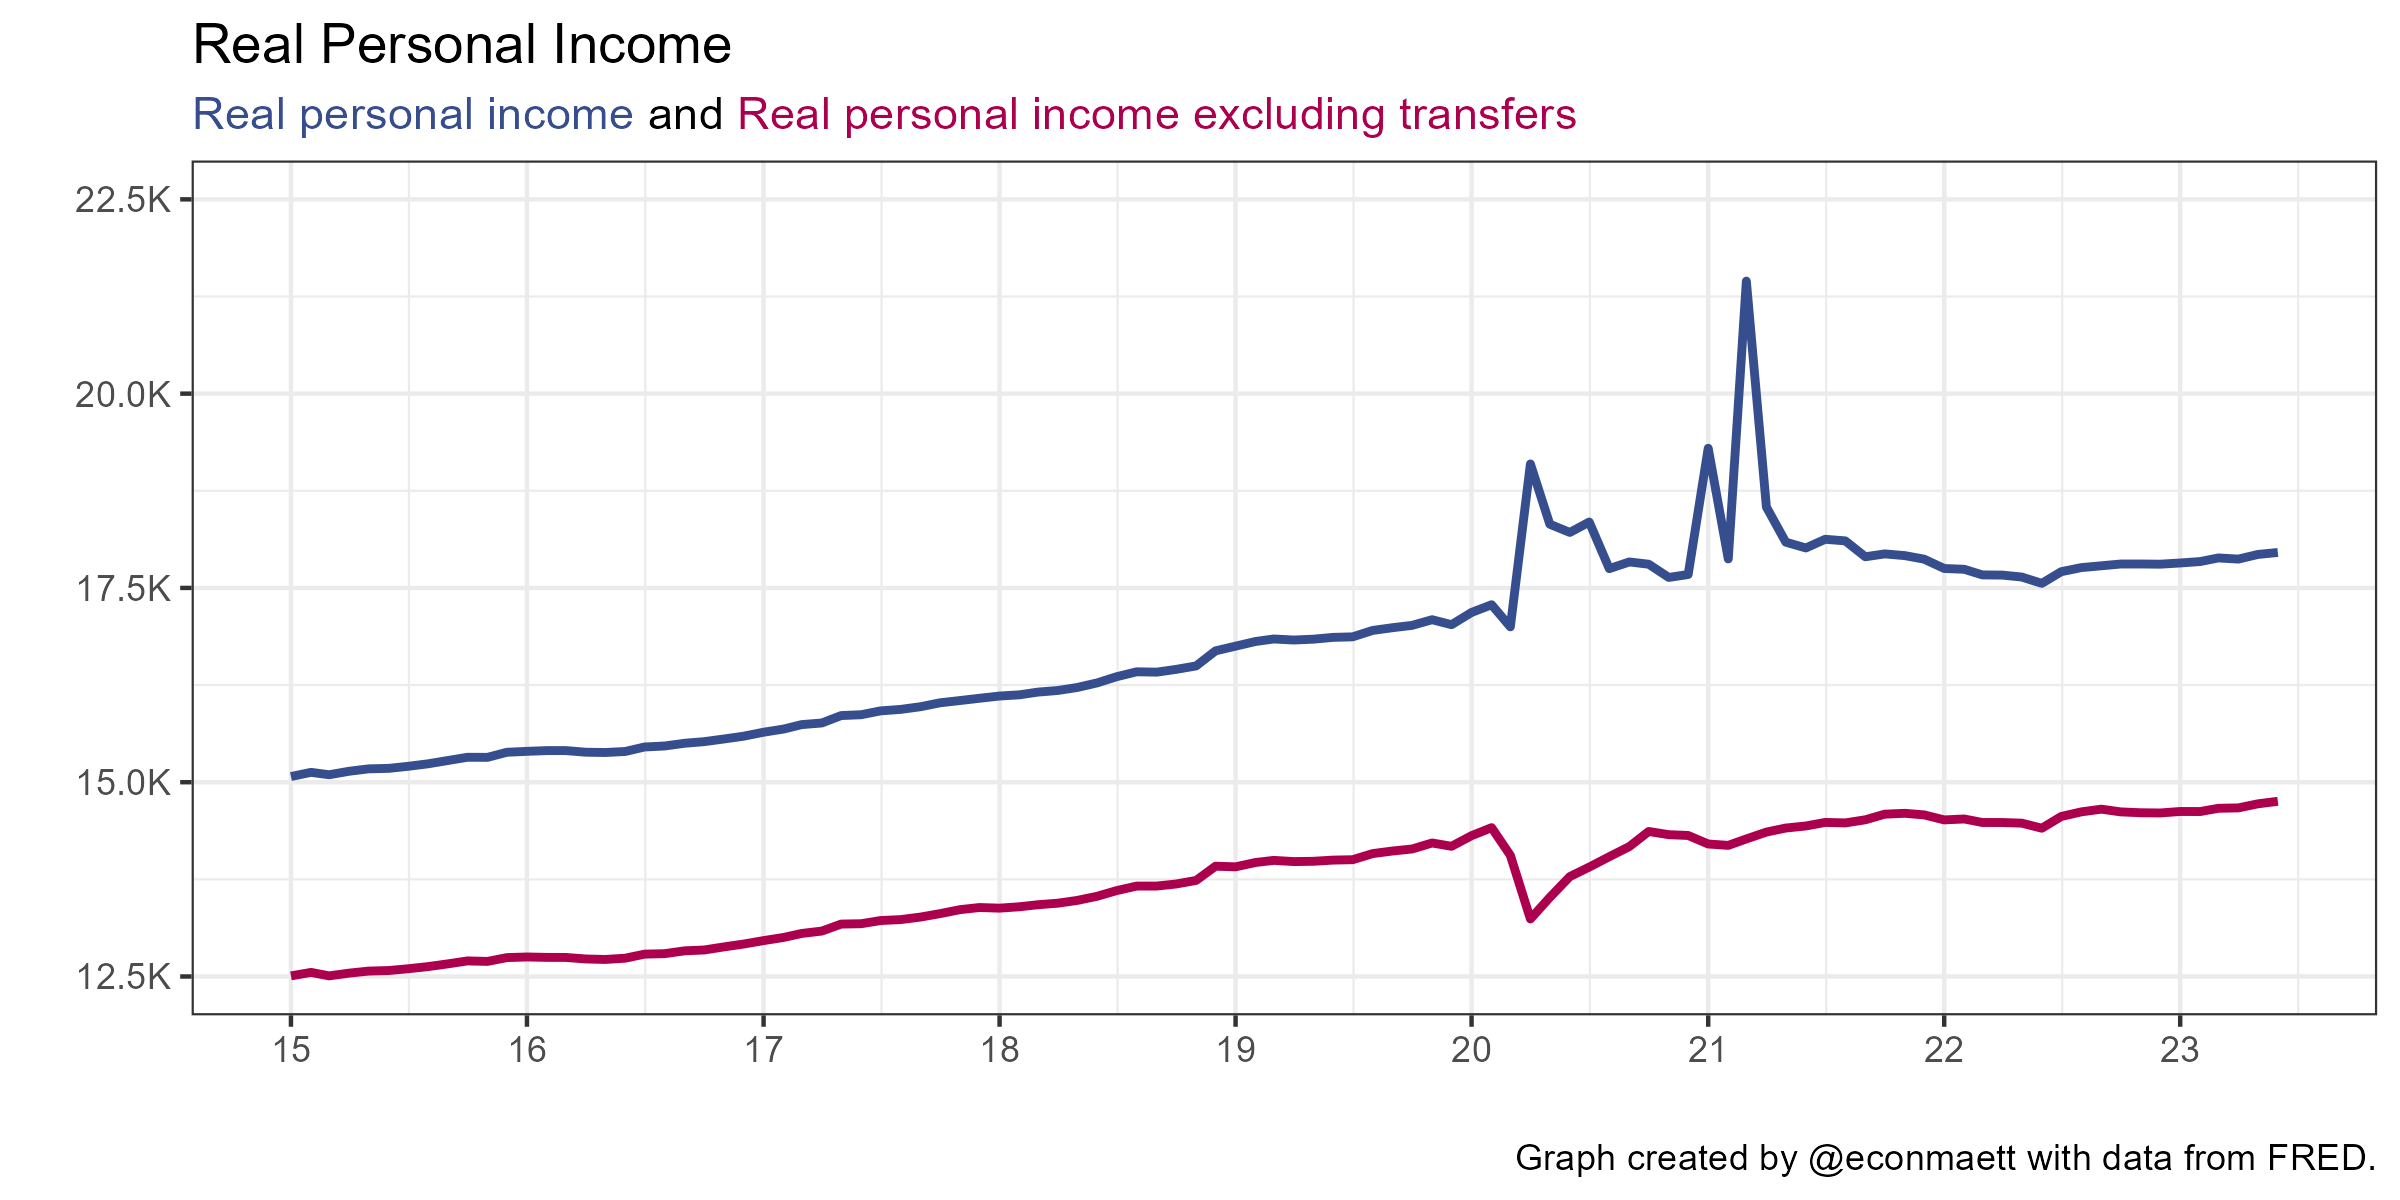 Real Personal Income
Real personal income and Real personal income excluding transfers
22.5K
20.0K
17.5K
15.0K
12.5K
15 16 17 18 19 20 21 22 23
Graph created by @econmaett with data from FRED.